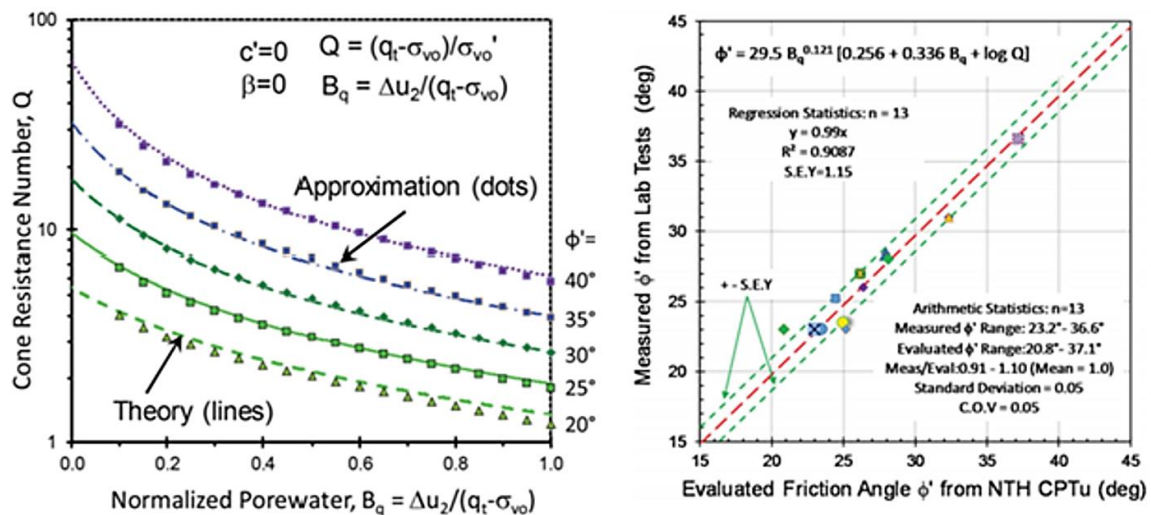 100
10
1
Cone Resistance Number, Q
c'=0
β=0
Q = (qt-σvo)/σvo'
Bq = Δu2/(qt-σvo)
Approximation (dots)
Theory (lines)
ϕ'=
40°
35°
30°
25°
20°
0.0 0.2 0.4 0.6 0.8 1.0
Normalized Porewater, Bq = Δu2/(qt-σvo)
45
40
35
30
25
20
15
Measured ϕ' from Lab Tests (deg)
ϕ' = 29.5 Bq^0.121 [0.256 + 0.336 Bq + log Q]
Regression Statistics: n = 13
y = 0.99x
R² = 0.9087
S.E.Y=1.15
+ - S.E.Y
Arithmetic Statistics: n=13
Measured ϕ' Range: 23.2°- 36.6°
Evaluated ϕ' Range:20.8°- 37.1°
Meas/Eval:0.91 - 1.10 (Mean = 1.0)
Standard Deviation = 0.05
C.O.V = 0.05
15 20 25 30 35 40 45
Evaluated Friction Angle ϕ' from NTH CPTu (deg)